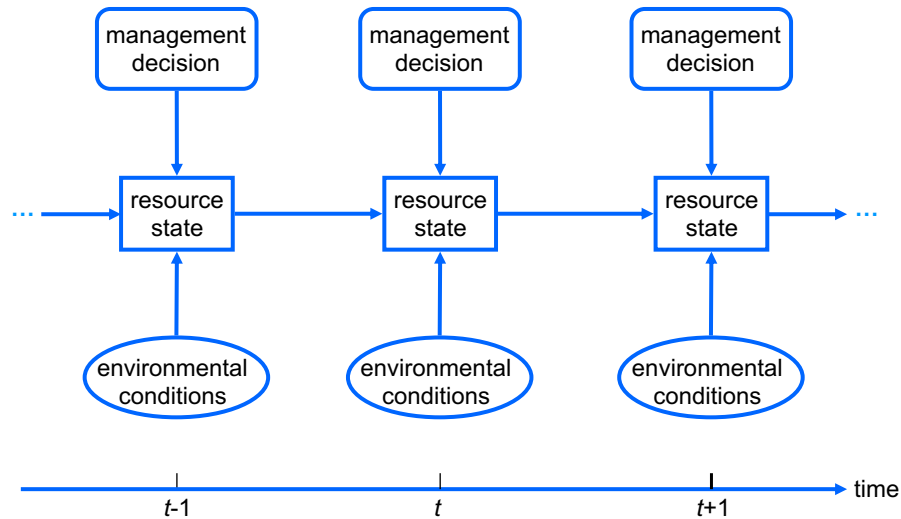 management
decision
management
decision
management
decision
...
resource
state
resource
state
resource
state
...
environmental
conditions
environmental
conditions
environmental
conditions
time
t-1
t
t+1